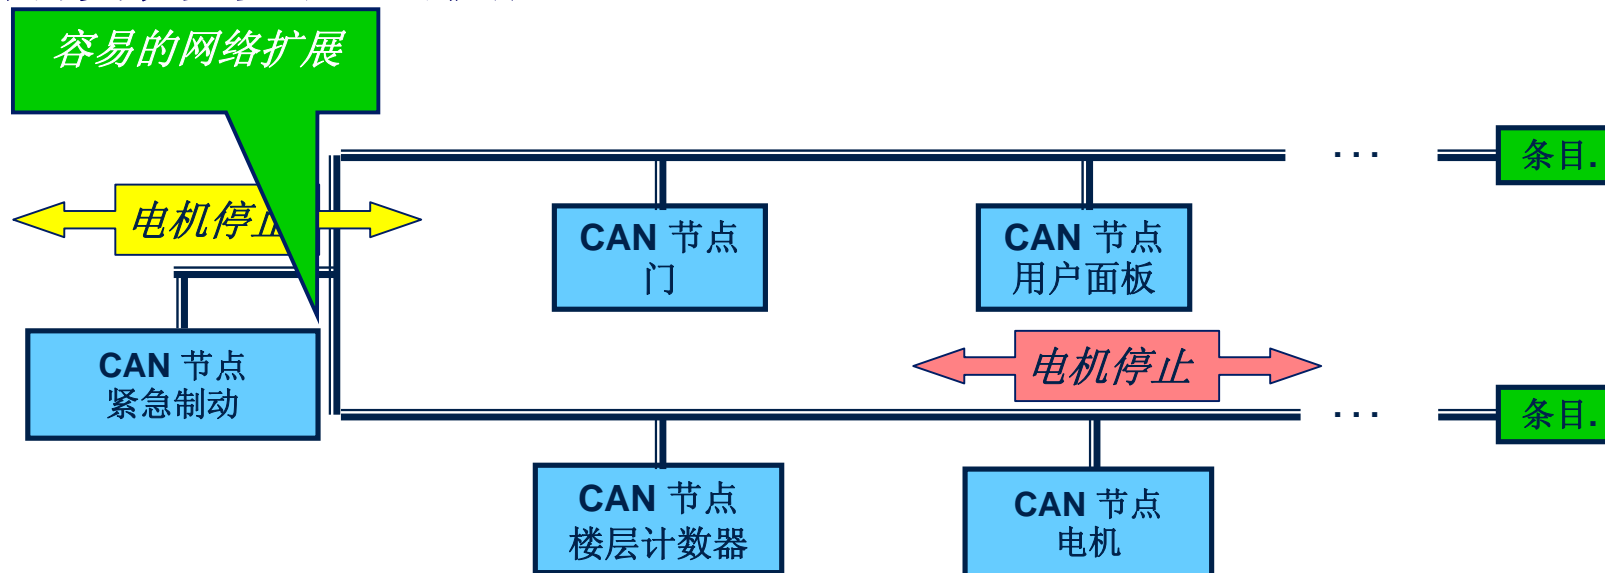 容易的网络扩展
...
条目.
电机停止
CAN 节点
门
CAN 节点
用户面板
CAN 节点
紧急制动
电机停止
...
条目.
CAN 节点
楼层计数器
CAN 节点
电机